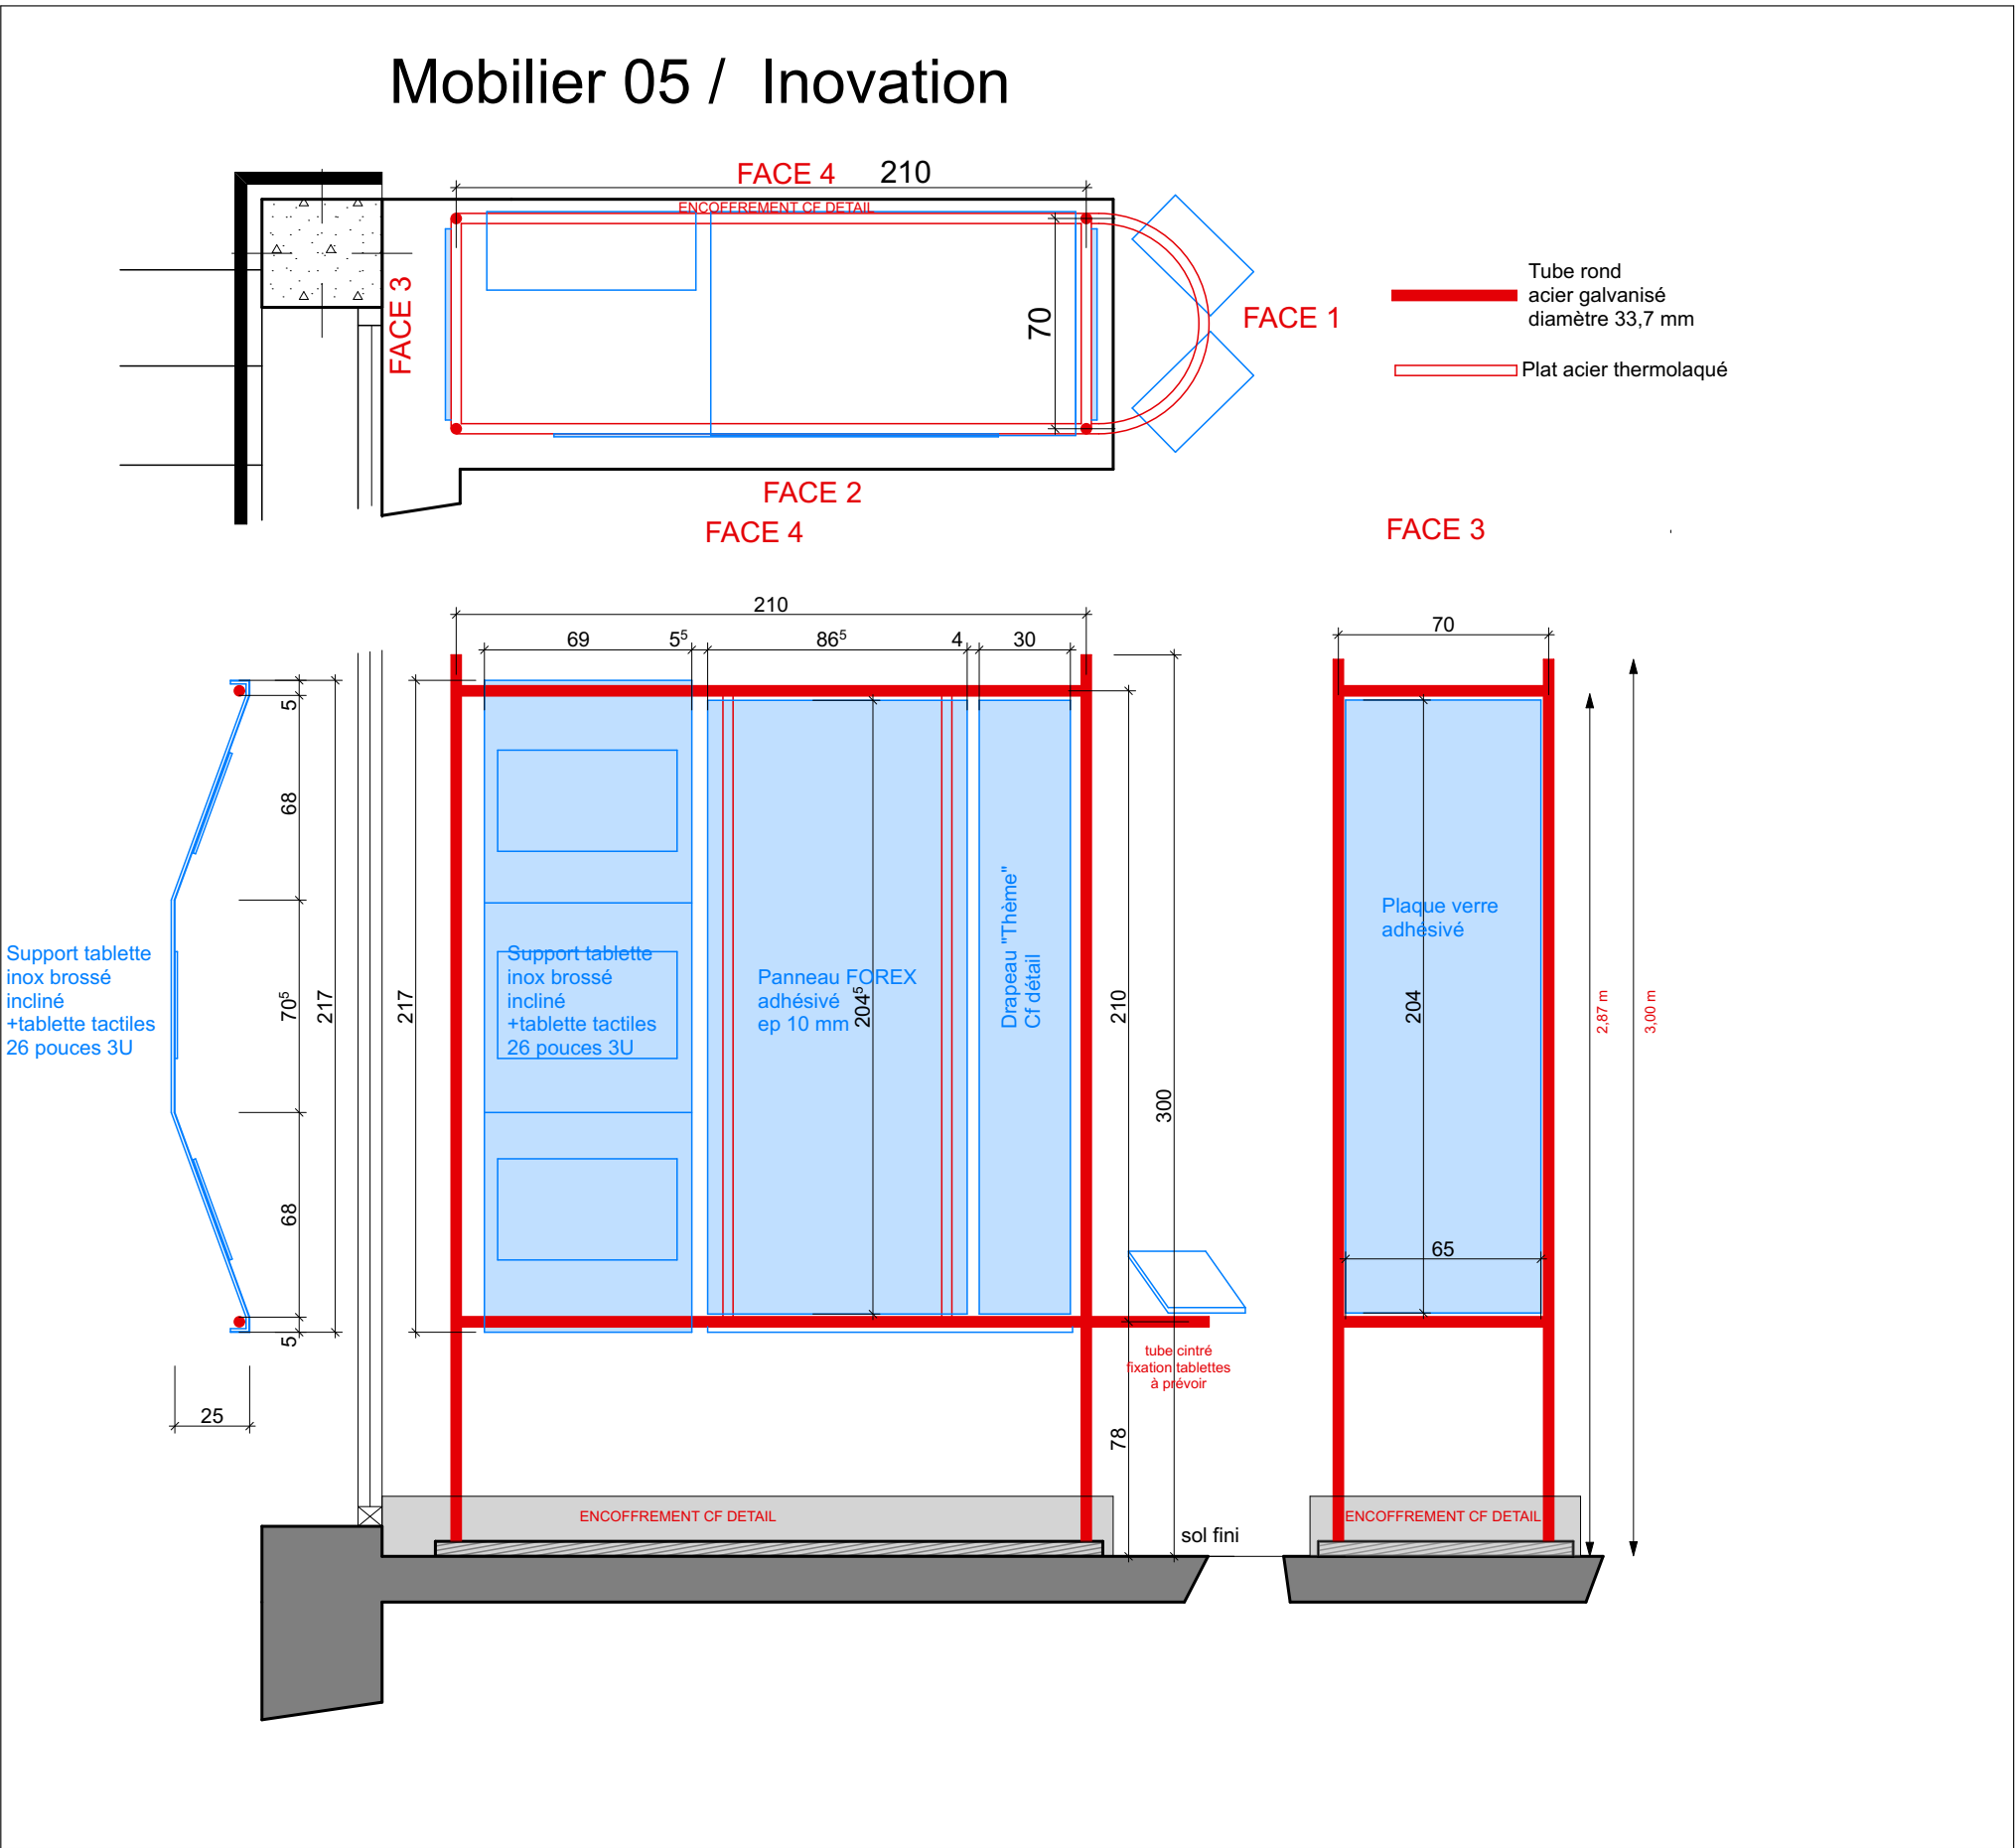 Mobilier 05 /  Inovation
FACE 4
210
ENCOFFREMENT CF DETAIL
FACE 3
70
FACE 1
Tube rond
acier galvanisé
diamètre 33,7 mm
Plat acier thermolaqué
FACE 2
FACE 4
FACE 3
210
69
5⁵
86⁵
4
30
70
5
68
70⁵
68
5
217
217
25
Support tablette
inox brossé
incliné
+tablette tactiles
26 pouces 3U
Support tablette
inox brossé
incliné
+tablette tactiles
26 pouces 3U
Panneau FOREX
adhésivé
ep 10 mm
204⁵
Drapeau "Thème"
Cf détail
210
300
78
tube cintré
fixation tablettes
à prévoir
Plaque verre
adhésivé
204
65
2,87 m
3,00 m
ENCOFFREMENT CF DETAIL
sol fini
ENCOFFREMENT CF DETAIL